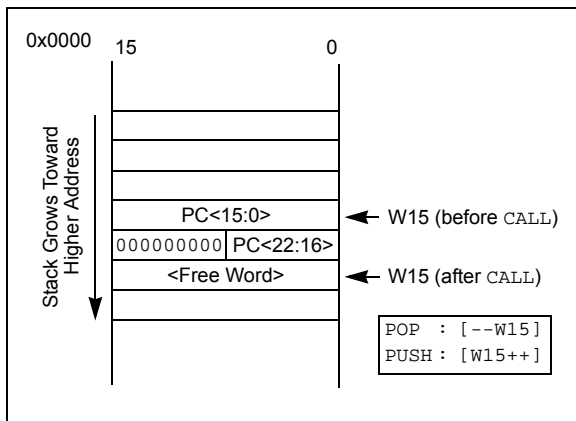 0x0000
15 0
Stack Grows Toward
Higher Address
PC<15:0>
W15 (before CALL)
000000000 PC<22:16>
<Free Word>
W15 (after CALL)
POP : [--W15]
PUSH : [W15++]